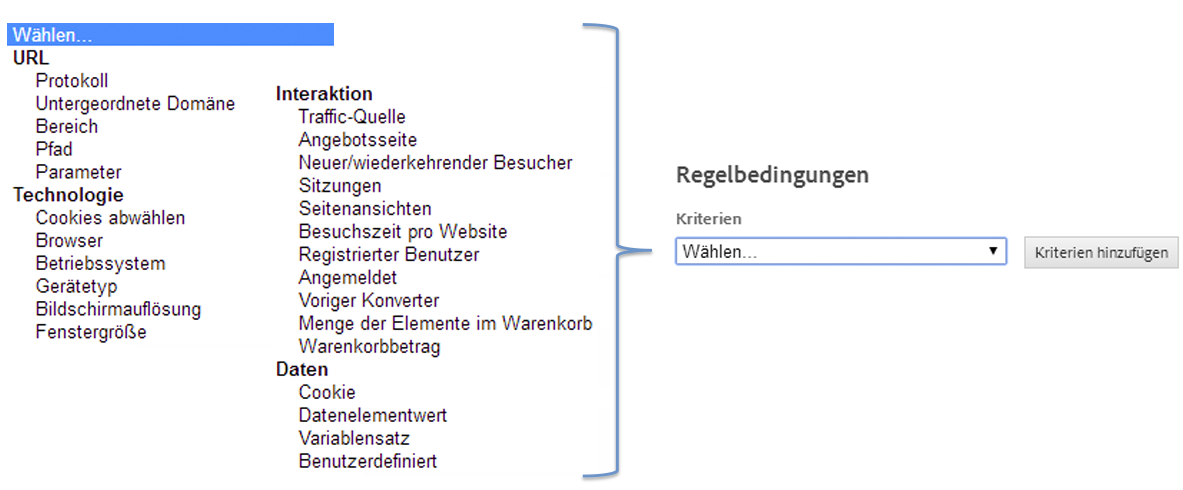 Wählen...
URL
Protokoll
Untergeordnete Domäne
Bereich
Pfad
Parameter
Technologie
Cookies abwählen
Browser
Betriebssystem
Gerätetyp
Bildschirmauflösung
Fenstergröße
Interaktion
Traffic-Quelle
Angebotsseite
Neuer/wiederkehrender Besucher
Sitzungen
Seitenansichten
Besuchszeit pro Website
Registrierter Benutzer
Angemeldet
Voriger Konverter
Menge der Elemente im Warenkorb
Warenkorbbetrag
Daten
Cookie
Datenelementwert
Variablensatz
Benutzerdefiniert
Regelbedingungen
Kriterien
Wählen...
Kriterien hinzufügen